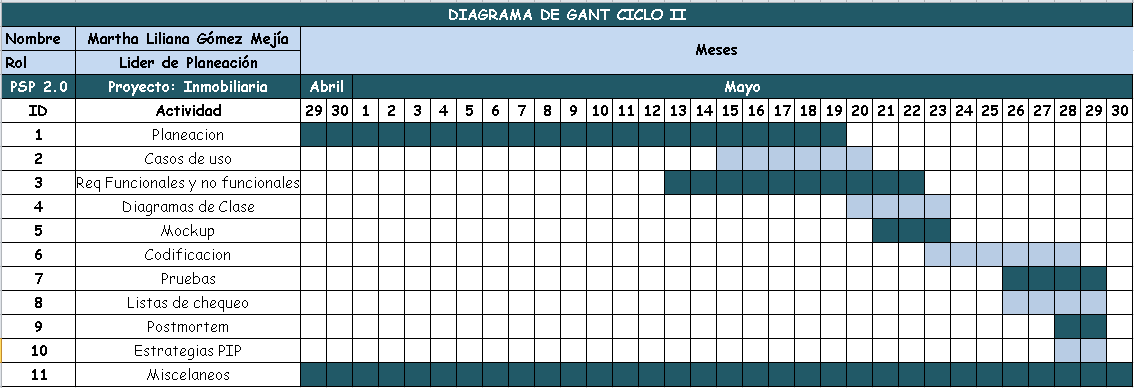 DIAGRAMA DE GANT CICLO II
Nombre Martha Liliana Gómez Mejía
Meses
Rol Lider de Planeación
PSP 2.0 Proyecto: Inmobiliaria Abril Mayo
ID Actividad 29 30 1 2 3 4 5 6 7 8 9 10 11 12 13 14 15 16 17 18 19 20 21 22 23 24 25 26 27 28 29 30
1 Planeacion
2 Casos de uso
3 Req Funcionales y no funcionales
4 Diagramas de Clase
5 Mockup
6 Codificacion
7 Pruebas
8 Listas de chequeo
9 Postmortem
10 Estrategias PIP
11 Miscelaneos